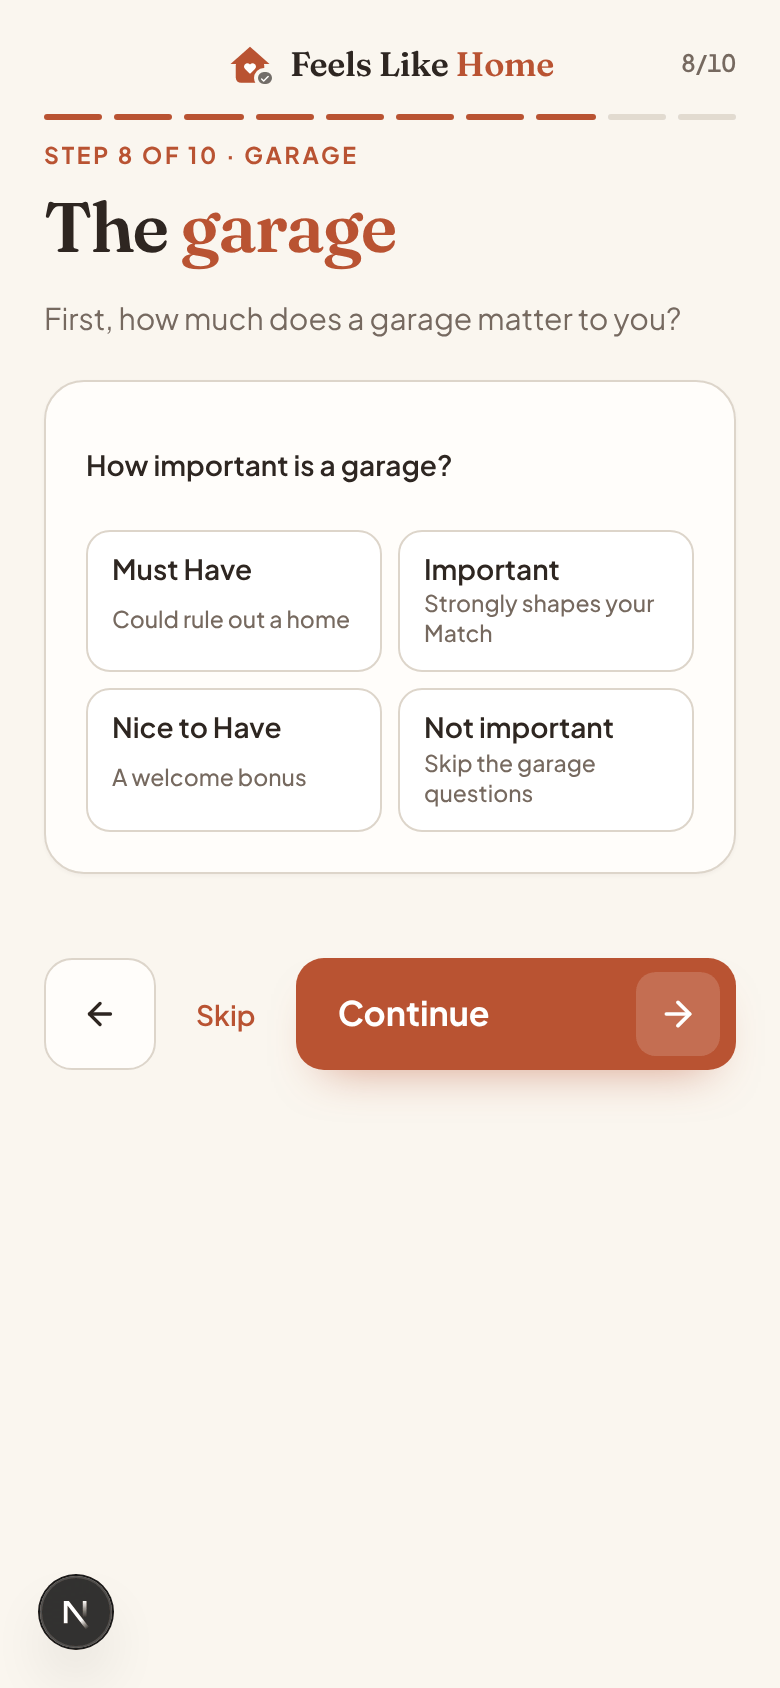 Feels Like Home
8/10
STEP 8 OF 10 · GARAGE
The garage
First, how much does a garage matter to you?
How important is a garage?
Must Have
Could rule out a home
Important
Strongly shapes your
Match
Nice to Have
A welcome bonus
Not important
Skip the garage
questions
Skip
Continue
N